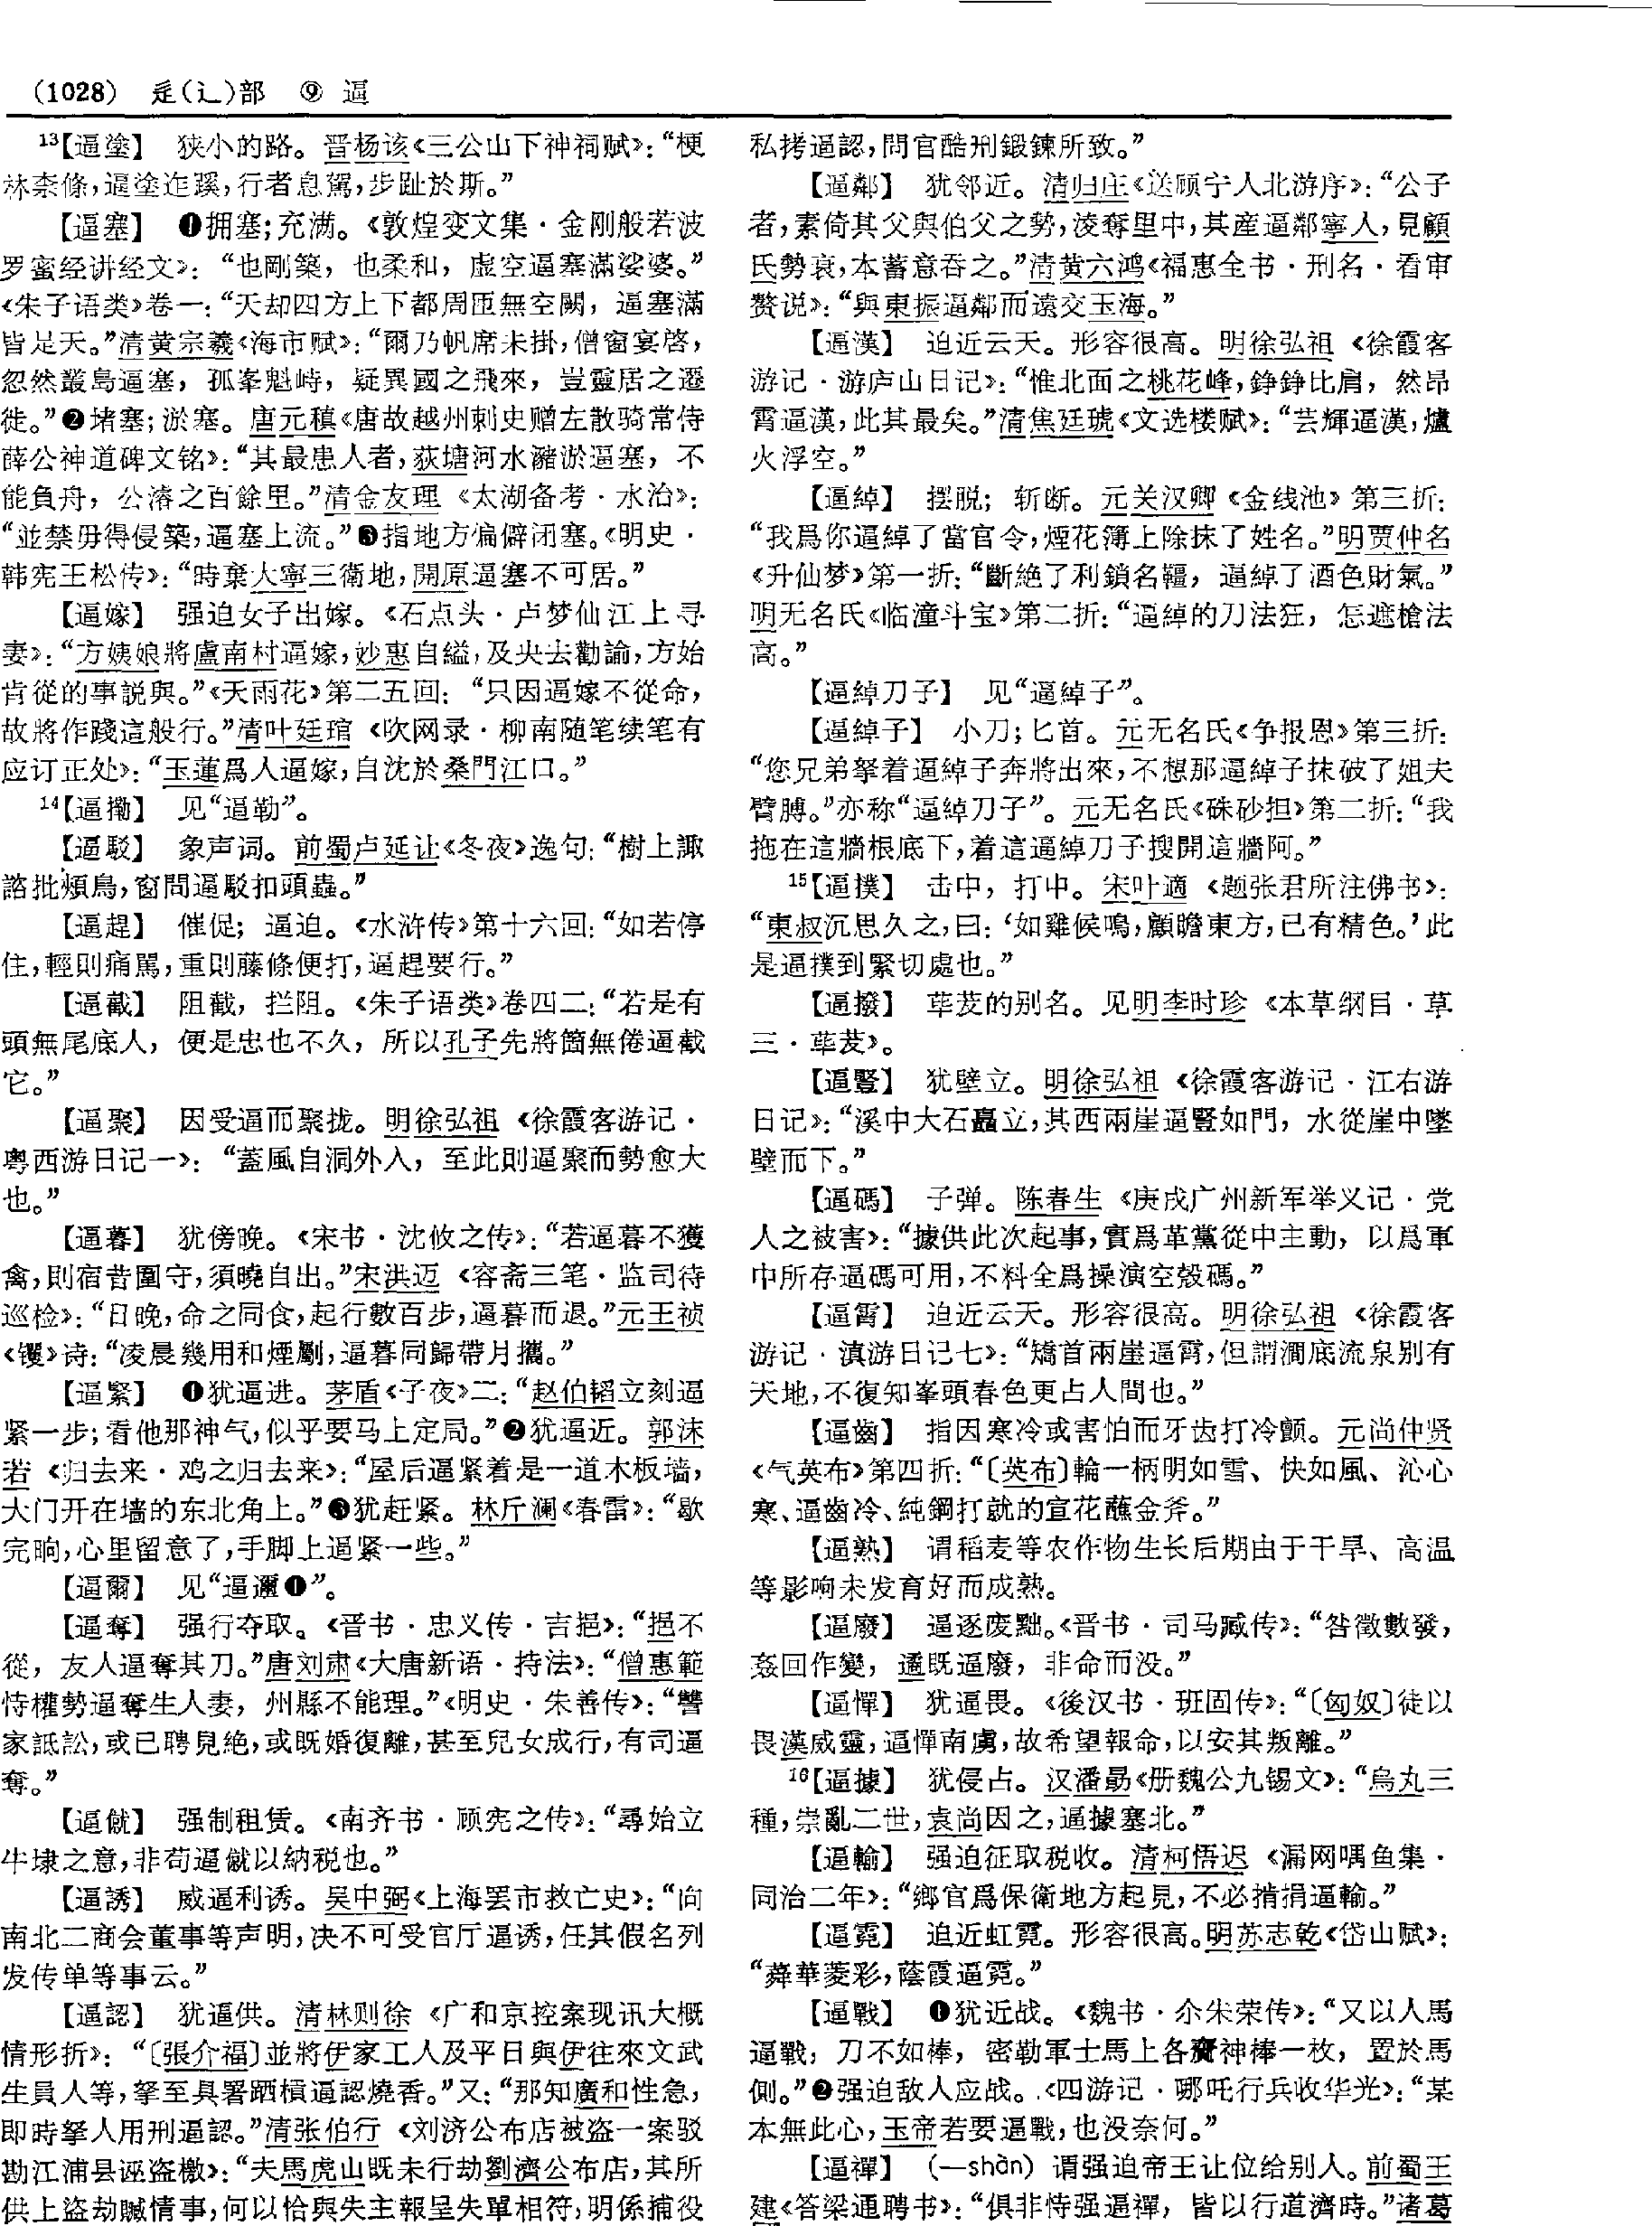 (1028) 辵(辶)部 ⑨ 逼
13【逼塗】 狭小的路。晋杨该《三公山下神祠赋》：“梗
林柰條，逼塗迮蹊，行者息駕，步趾於斯。”
【逼塞】 ❶拥塞；充满。《敦煌变文集·金刚般若波
罗蜜经讲经文》：“也剛築，也柔和，虚空逼塞滿娑婆。”
《朱子语类》卷一：“天却四方上下都周匝無空闕，逼塞滿
皆是天。”清黄宗羲《海市赋》：“爾乃帆席未掛，僧窗宴啓，
忽然叢島逼塞，孤峯魁峙，疑異國之飛來，豈靈居之遷
徙。”❷堵塞；淤塞。唐元稹《唐故越州刺史赠左散骑常侍
薛公神道碑文铭》：“其最患人者，荻塘河水瀦淤逼塞，不
能負舟，公濬之百餘里。”清金友理《太湖备考·水治》：
“並禁毋得侵築，逼塞上流。”❸指地方偏僻闭塞。《明史·
韩宪王松传》：“時棄大寧三衛地，開原逼塞不可居。”
【逼嫁】 强迫女子出嫁。《石点头·卢梦仙江上寻
妻》：“方姨娘將盧南村逼嫁，妙惠自縊，及央去勸諭，方始
肯從的事説與。”《天雨花》第二五回：“只因逼嫁不從命，
故將作踐這般行。”清叶廷琯《吹网录·柳南随笔续笔有
应订正处》：“玉蓮爲人逼嫁，自沈於桑門江口。”
14【逼㔹】 见“逼勒”。
【逼駁】 象声词。前蜀卢延让《冬夜》逸句：“樹上諏
諮批頰鳥，窗間逼駁扣頭蟲。”
【逼趕】 催促；逼迫。《水浒传》第十六回：“如若停
住，輕則痛駡，重則藤條便打，逼趕要行。”
【逼截】 阻截，拦阻。《朱子语类》卷四二：“若是有
頭無尾底人，便是忠也不久，所以孔子先將箇無倦逼截
它。”
【逼聚】 因受逼而聚拢。明徐弘祖《徐霞客游记·
粤西游日记一》：“蓋風自洞外入，至此則逼聚而勢愈大
也。”
【逼暮】 犹傍晚。《宋书·沈攸之传》：“若逼暮不獲
禽，則宿昔圍守，須曉自出。”宋洪迈《容斋三笔·监司待
巡检》：“日晚，命之同食，起行數百步，逼暮而退。”元王祯
《镬》诗：“凌晨幾用和煙劚，逼暮同歸帶月攜。”
【逼緊】 ❶犹逼进。茅盾《子夜》二：“赵伯韬立刻逼
紧一步；看他那神气，似乎要马上定局。”❷犹逼近。郭沫
若《归去来·鸡之归去来》：“屋后逼紧着是一道木板墙，
大门开在墙的东北角上。”❸犹赶紧。林斤澜《春雷》：“歇
完晌，心里留意了，手脚上逼紧一些。”
【逼爾】 见“逼邇❶”。
【逼奪】 强行夺取。《晋书·忠义传·吉挹》：“挹不
從，友人逼奪其刀。”唐刘肃《大唐新语·持法》：“僧惠範
恃權勢逼奪生人妻，州縣不能理。”《明史·朱善传》：“讐
家詆訟，或已聘見絶，或既婚復離，甚至兒女成行，有司逼
奪。”
【逼僦】 强制租赁。《南齐书·顾宪之传》：“尋始立
牛埭之意，非苟逼僦以納税也。”
【逼誘】 威逼利诱。吴中弼《上海罢市救亡史》：“向
南北二商会董事等声明，决不可受官厅逼诱，任其假名列
发传单等事云。”
【逼認】 犹逼供。清林则徐《广和京控案现讯大概
情形折》：“〔張介福〕並將伊家工人及平日與伊往來文武
生員人等，拏至具署跴槓逼認燒香。”又：“那知廣和性急，
即時拏人用刑逼認。”清张伯行《刘济公布店被盗一案驳
勘江浦县诬盗檄》：“夫馬虎山既未行劫劉濟公布店，其所
供上盗劫贓情事，何以恰與失主報呈失單相符，明係捕役
私拷逼認，問官酷刑鍛鍊所致。”
【逼鄰】 犹邻近。清归庄《送顾宁人北游序》：“公子
者，素倚其父與伯父之勢，淩奪里中，其産逼鄰寧人，見顧
氏勢衰，本蓄意吞之。”清黄六鸿《福惠全书·刑名·看审
赘说》：“與東振逼鄰而遠交玉海。”
【逼漢】 迫近云天。形容很高。明徐弘祖《徐霞客
游记·游庐山日记》：“惟北面之桃花峰，錚錚比肩，然昂
霄逼漢，此其最矣。”清焦廷琥《文选楼赋》：“芸輝逼漢，爐
火浮空。”
【逼綽】 摆脱；斩断。元关汉卿《金线池》第三折：
“我爲你逼綽了當官令，煙花簿上除抹了姓名。”明贾仲名
《升仙梦》第一折：“斷絶了利鎖名韁，逼綽了酒色財氣。”
明无名氏《临潼斗宝》第二折：“逼綽的刀法狂，怎遮槍法
高。”
【逼綽刀子】 见“逼綽子”。
【逼綽子】 小刀；匕首。元无名氏《争报恩》第三折：
“您兄弟拏着逼綽子奔將出來，不想那逼綽子抹破了姐夫
臂膊。”亦称“逼綽刀子”。元无名氏《硃砂担》第二折：“我
拖在這牆根底下，着這逼綽刀子搜開這牆阿。”
15【逼撲】 击中，打中。宋叶適《题张君所注佛书》：
“東叔沉思久之，曰：‘如雞候鳴，顧瞻東方，已有精色。’此
是逼撲到緊切處也。”
【逼撥】 荜茇的别名。见明李时珍《本草纲目·草
三·荜茇》。
【逼豎】 犹壁立。明徐弘祖《徐霞客游记·江右游
日记》：“溪中大石矗立，其西兩崖逼豎如門，水從崖中墜
壁而下。”
【逼碼】 子弹。陈春生《庚戌广州新军举义记·党
人之被害》：“據供此次起事，實爲革黨從中主動，以爲軍
中所存逼碼可用，不料全爲操演空殼碼。”
【逼霄】 迫近云天。形容很高。明徐弘祖《徐霞客
游记·滇游日记七》：“矯首兩崖逼霄，但謂澗底流泉别有
天地，不復知峯頭春色更占人間也。”
【逼齒】 指因寒冷或害怕而牙齿打冷颤。元尚仲贤
《气英布》第四折：“〔英布〕輪一柄明如雪、快如風、沁心
寒、逼齒冷、純鋼打就的宣花蘸金斧。”
【逼熟】 谓稻麦等农作物生长后期由于干旱、高温
等影响未发育好而成熟。
【逼廢】 逼逐废黜。《晋书·司马臧传》：“咎徵數發，
姦回作變，遹既逼廢，非命而没。”
【逼憚】 犹逼畏。《後汉书·班固传》：“〔匈奴〕徒以
畏漢威靈，逼憚南虜，故希望報命，以安其叛離。”
16【逼據】 犹侵占。汉潘勗《册魏公九锡文》：“烏丸三
種，崇亂二世，袁尚因之，逼據塞北。”
【逼輸】 强迫征取税收。清柯悟迟《漏网喁鱼集·
同治二年》：“鄉官爲保衛地方起見，不必揹捐逼輸。”
【逼霓】 迫近虹霓。形容很高。明苏志乾《岱山赋》：
“蕣華菱彩，蔭霞逼霓。”
【逼戰】 ❶犹近战。《魏书·尒朱荣传》：“又以人馬
逼戰，刀不如棒，密勒軍士馬上各齎神棒一枚，置於馬
側。”❷强迫敌人应战。《四游记·哪吒行兵收华光》：“某
本無此心，玉帝若要逼戰，也没奈何。”
【逼禪】 (—shàn) 谓强迫帝王让位给别人。前蜀王
建《答梁通聘书》：“俱非恃强逼禪，皆以行道濟時。”诸葛